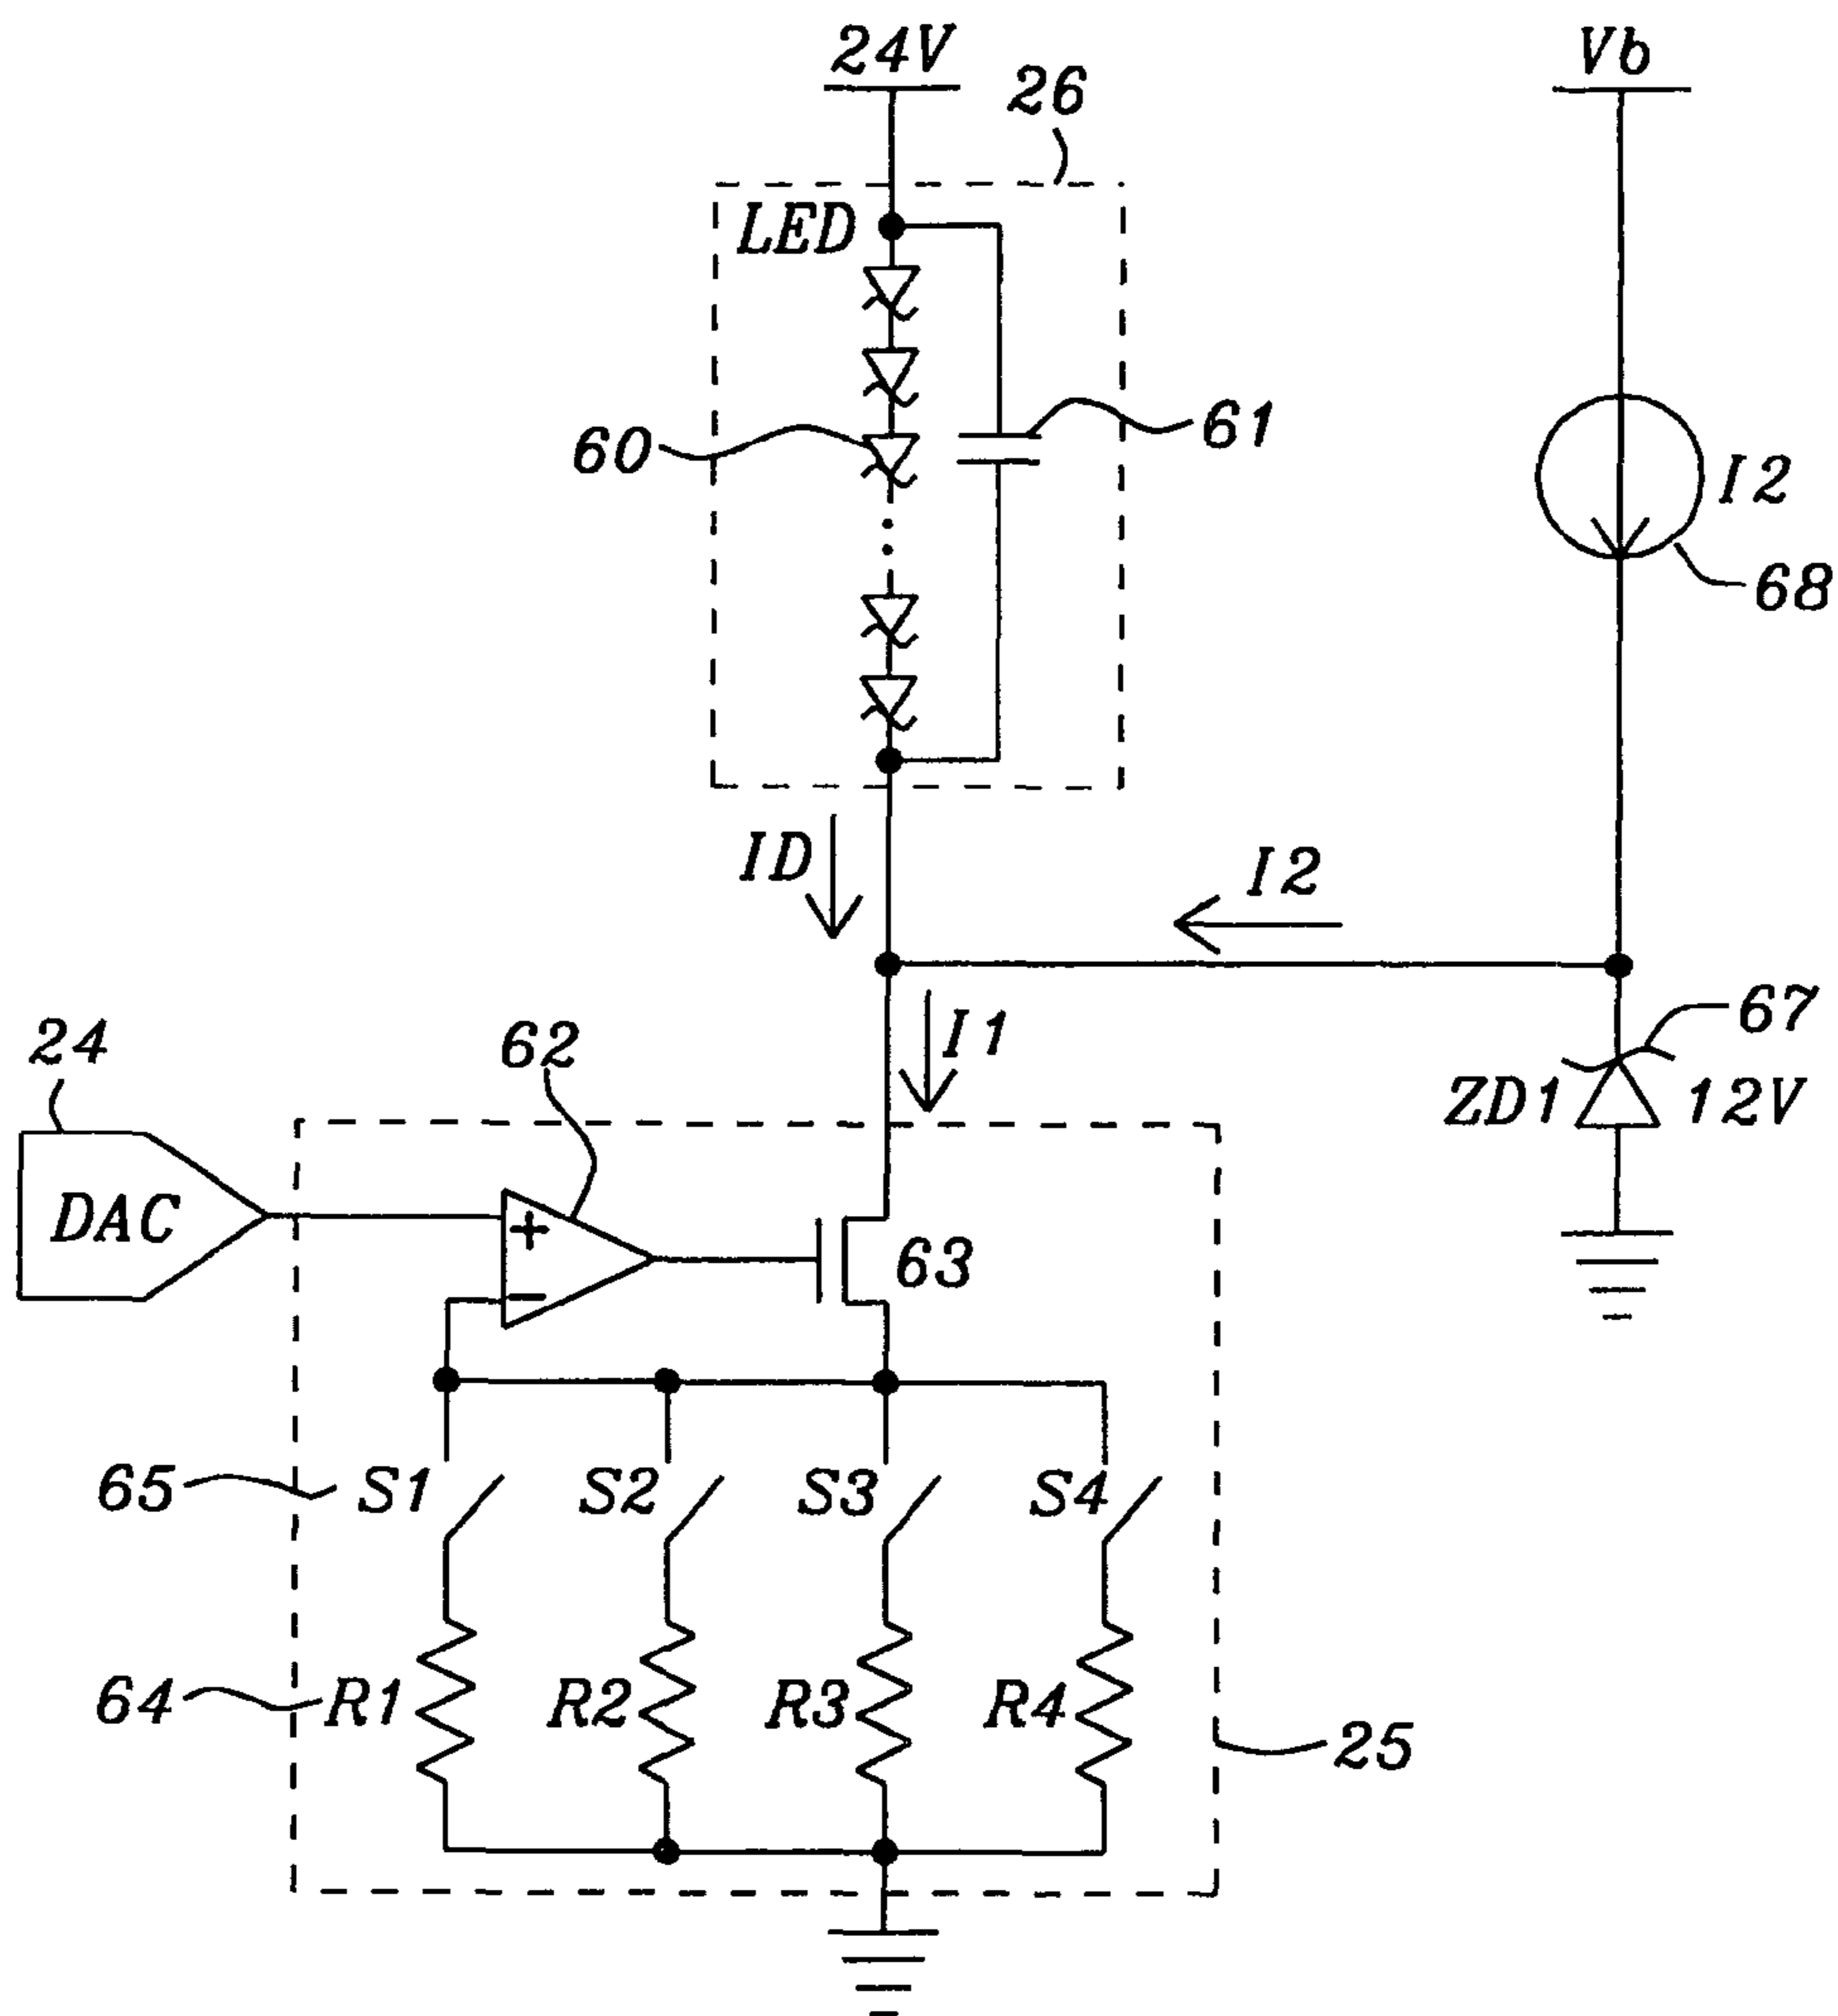 24V
Vb
26
LED
60
61
I2
68
ID
I2
I1
67
ZD1
12V
24
62
DAC
+
-
63
65
S1
S2
S3
S4
64
R1
R2
R3
R4
25